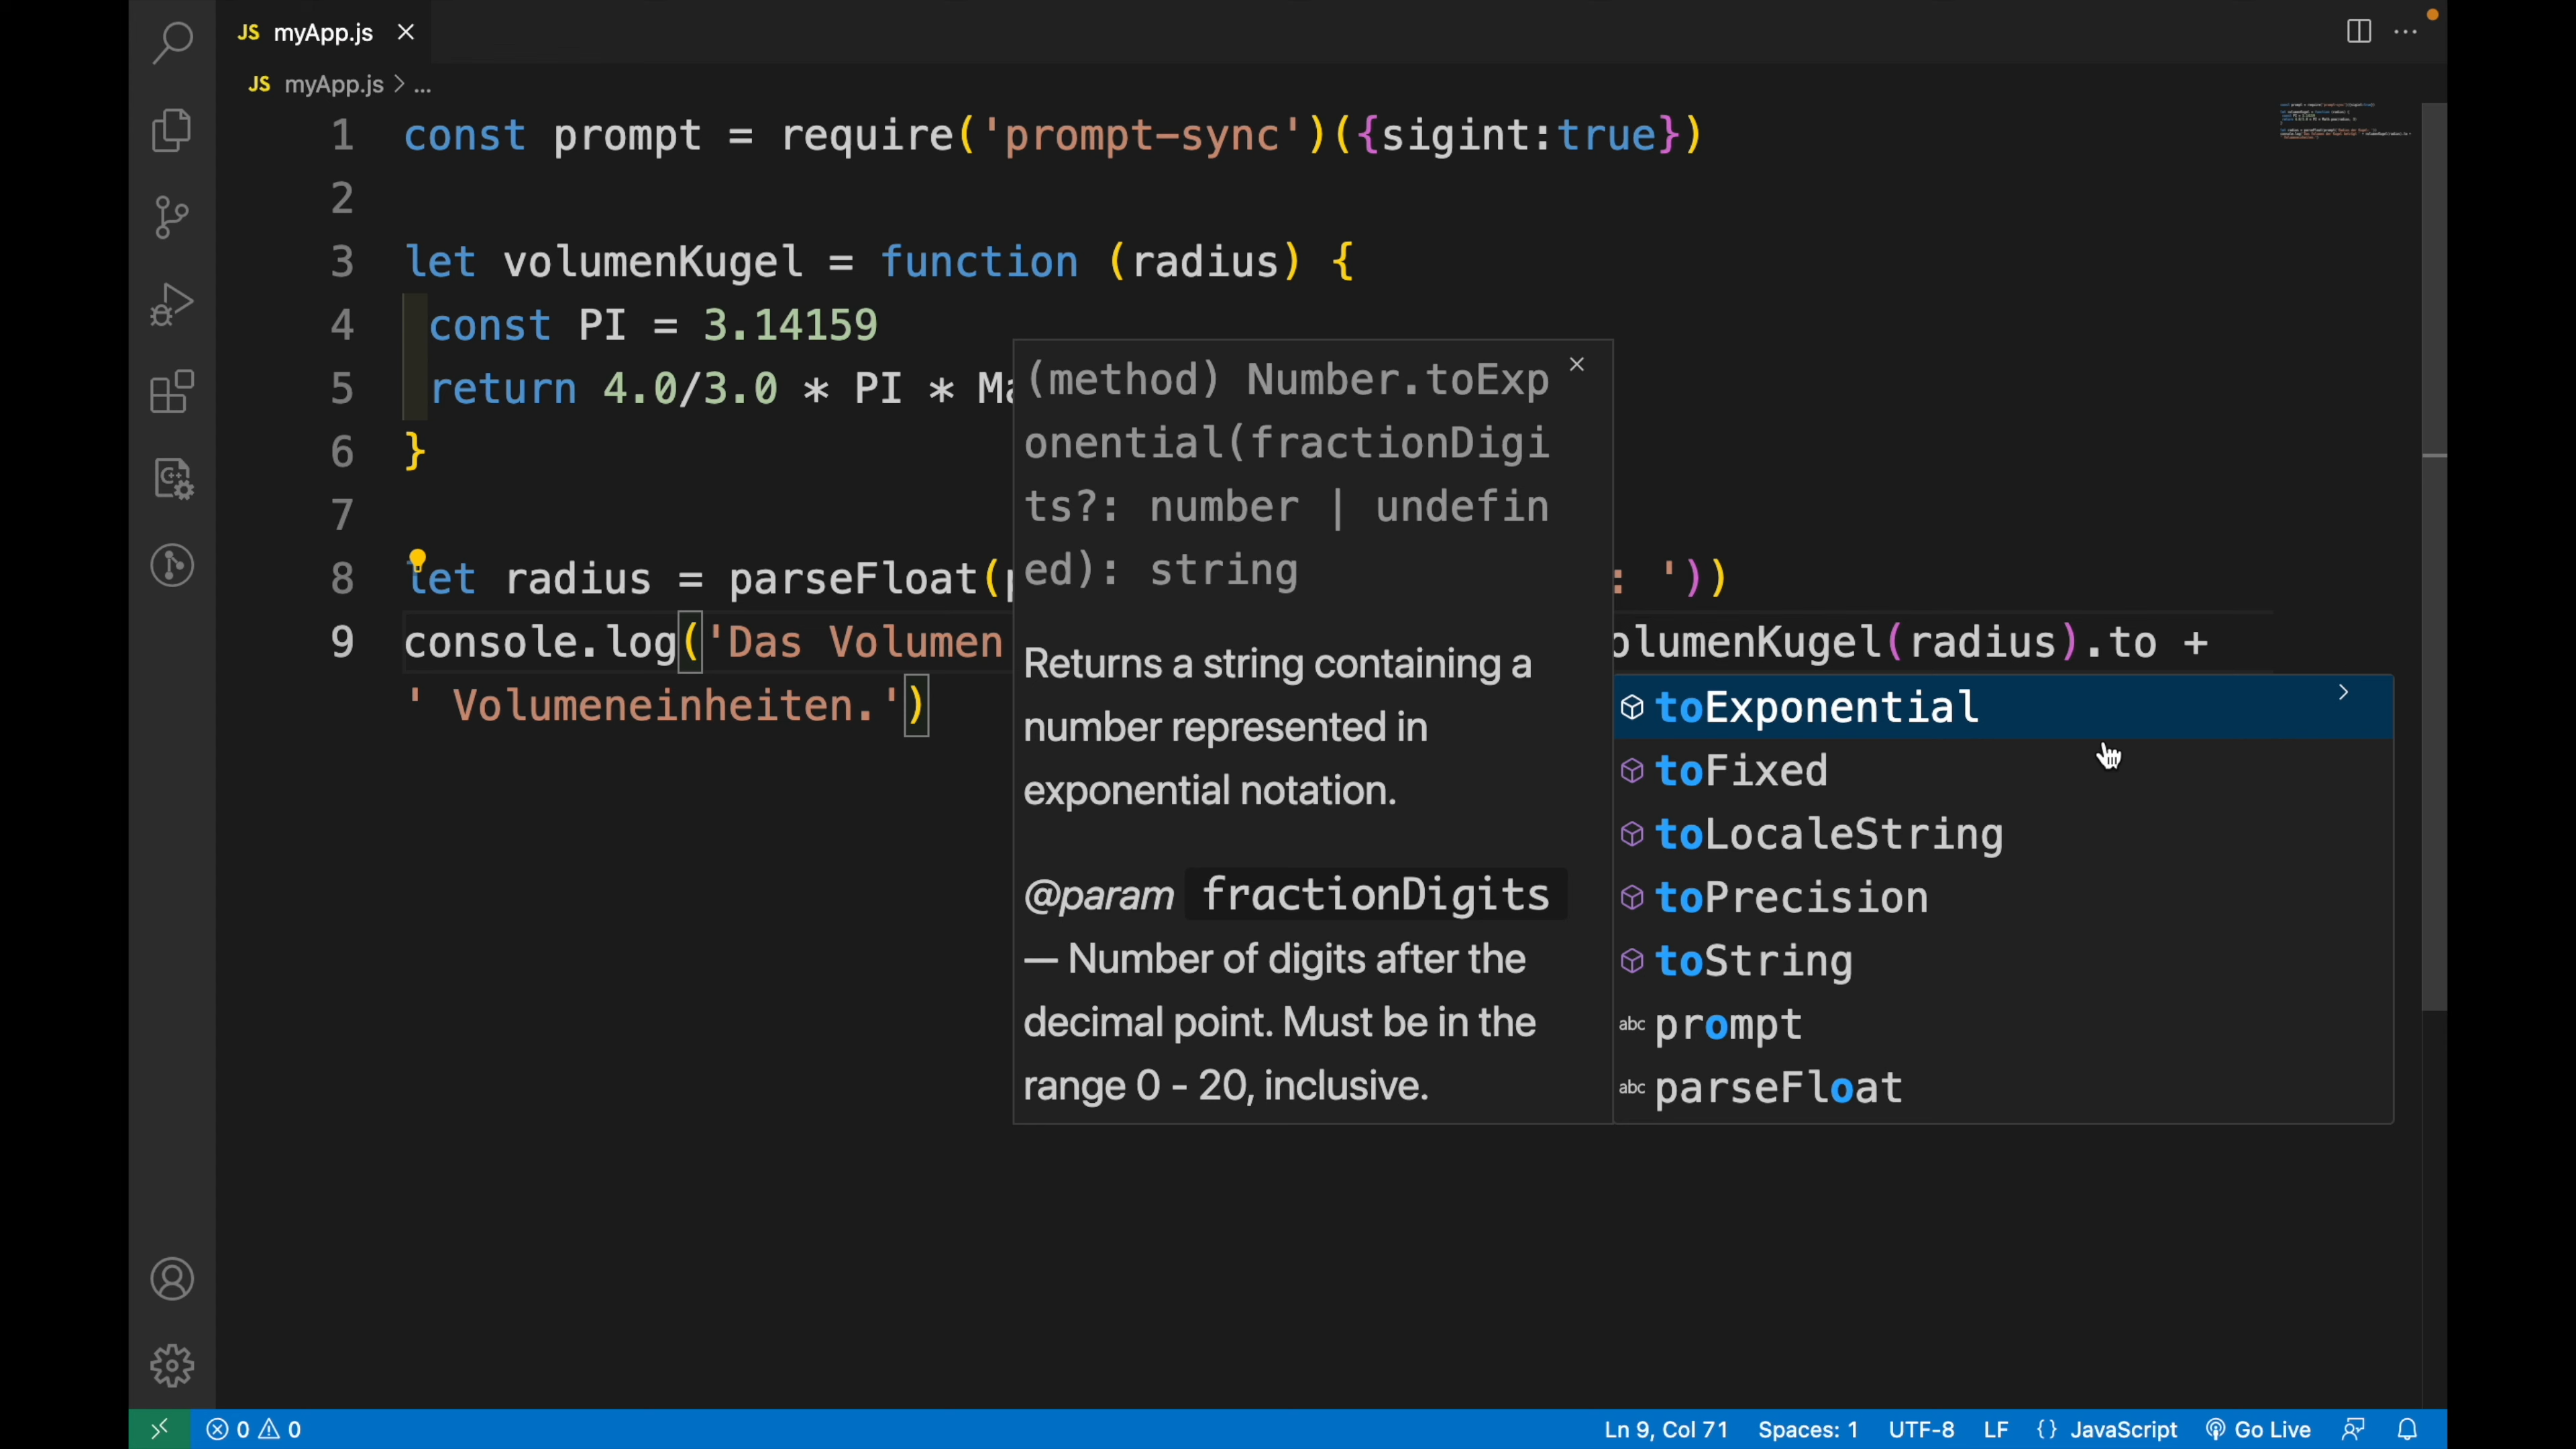 JS myApp.js
JS myApp.js > ...
1 const prompt = require('prompt-sync')({sigint:true})
2
3 let volumenKugel = function (radius) {
4 const PI = 3.14159
5 return 4.0/3.0 * PI *
6 }
7
8 let radius = parseFloat( : '))
9 console.log('Das Volumen (radius).to +
' Volumeneinheiten.')
(method) Number.toExp
onential(fractionDigi
ts?: number | undefin
ed): string
Returns a string containing a
number represented in
exponential notation.
@param fractionDigits
— Number of digits after the
decimal point. Must be in the
range 0 - 20, inclusive.
toExponential
toFixed
toLocaleString
toPrecision
toString
abc prompt
abc parseFloat
0 0 Ln 9, Col 71 Spaces: 1 UTF-8 LF {} JavaScript Go Live